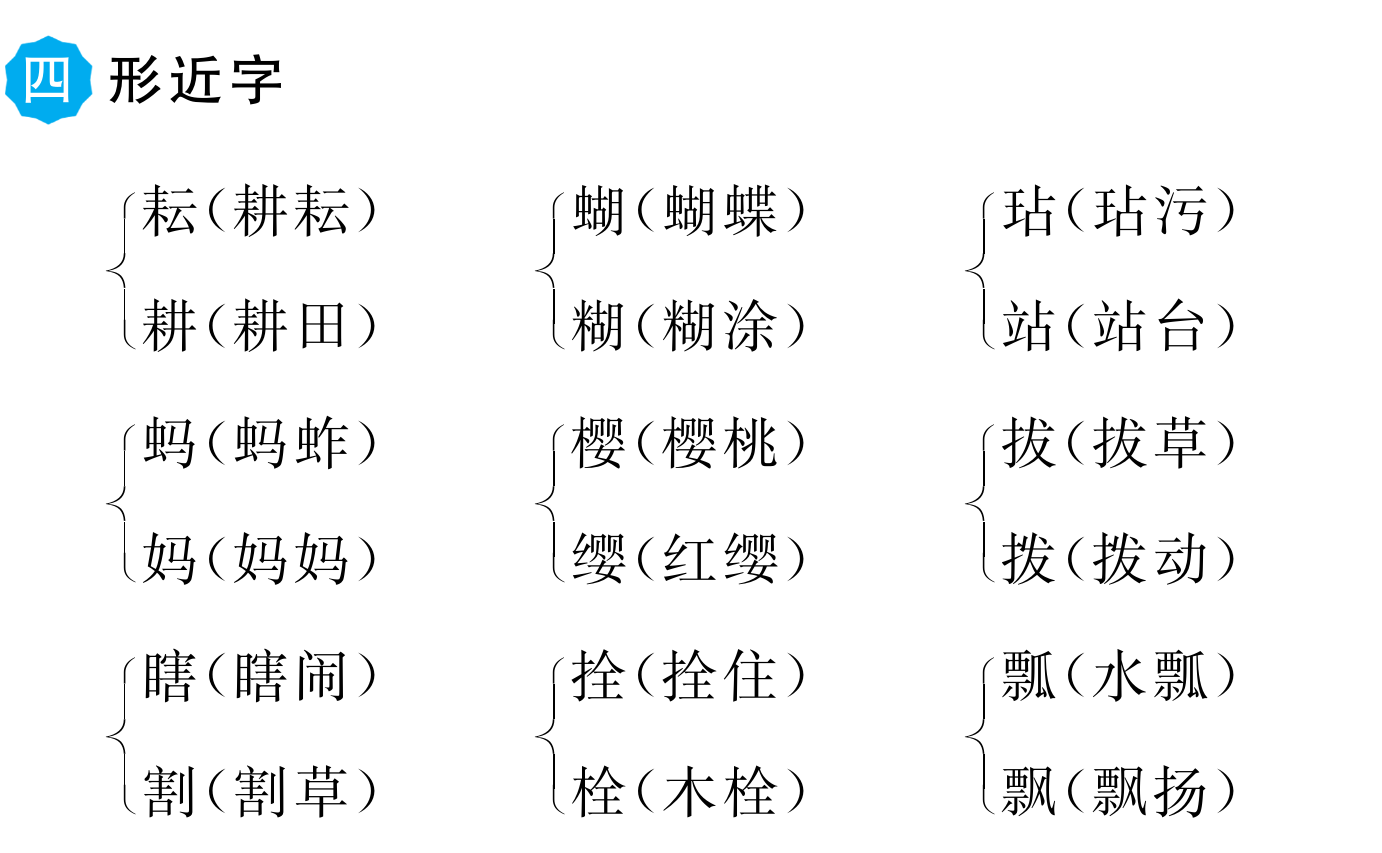 四 形近字
耘(耕耘) 蝴(蝴蝶) 玷(玷污)
耕(耕田) 糊(糊涂) 站(站台)
蚂(蚂蚱) 樱(樱桃) 拔(拔草)
妈(妈妈) 缨(红缨) 拨(拨动)
瞎(瞎闹) 拴(拴住) 瓢(水瓢)
割(割草) 栓(木栓) 飘(飘扬)